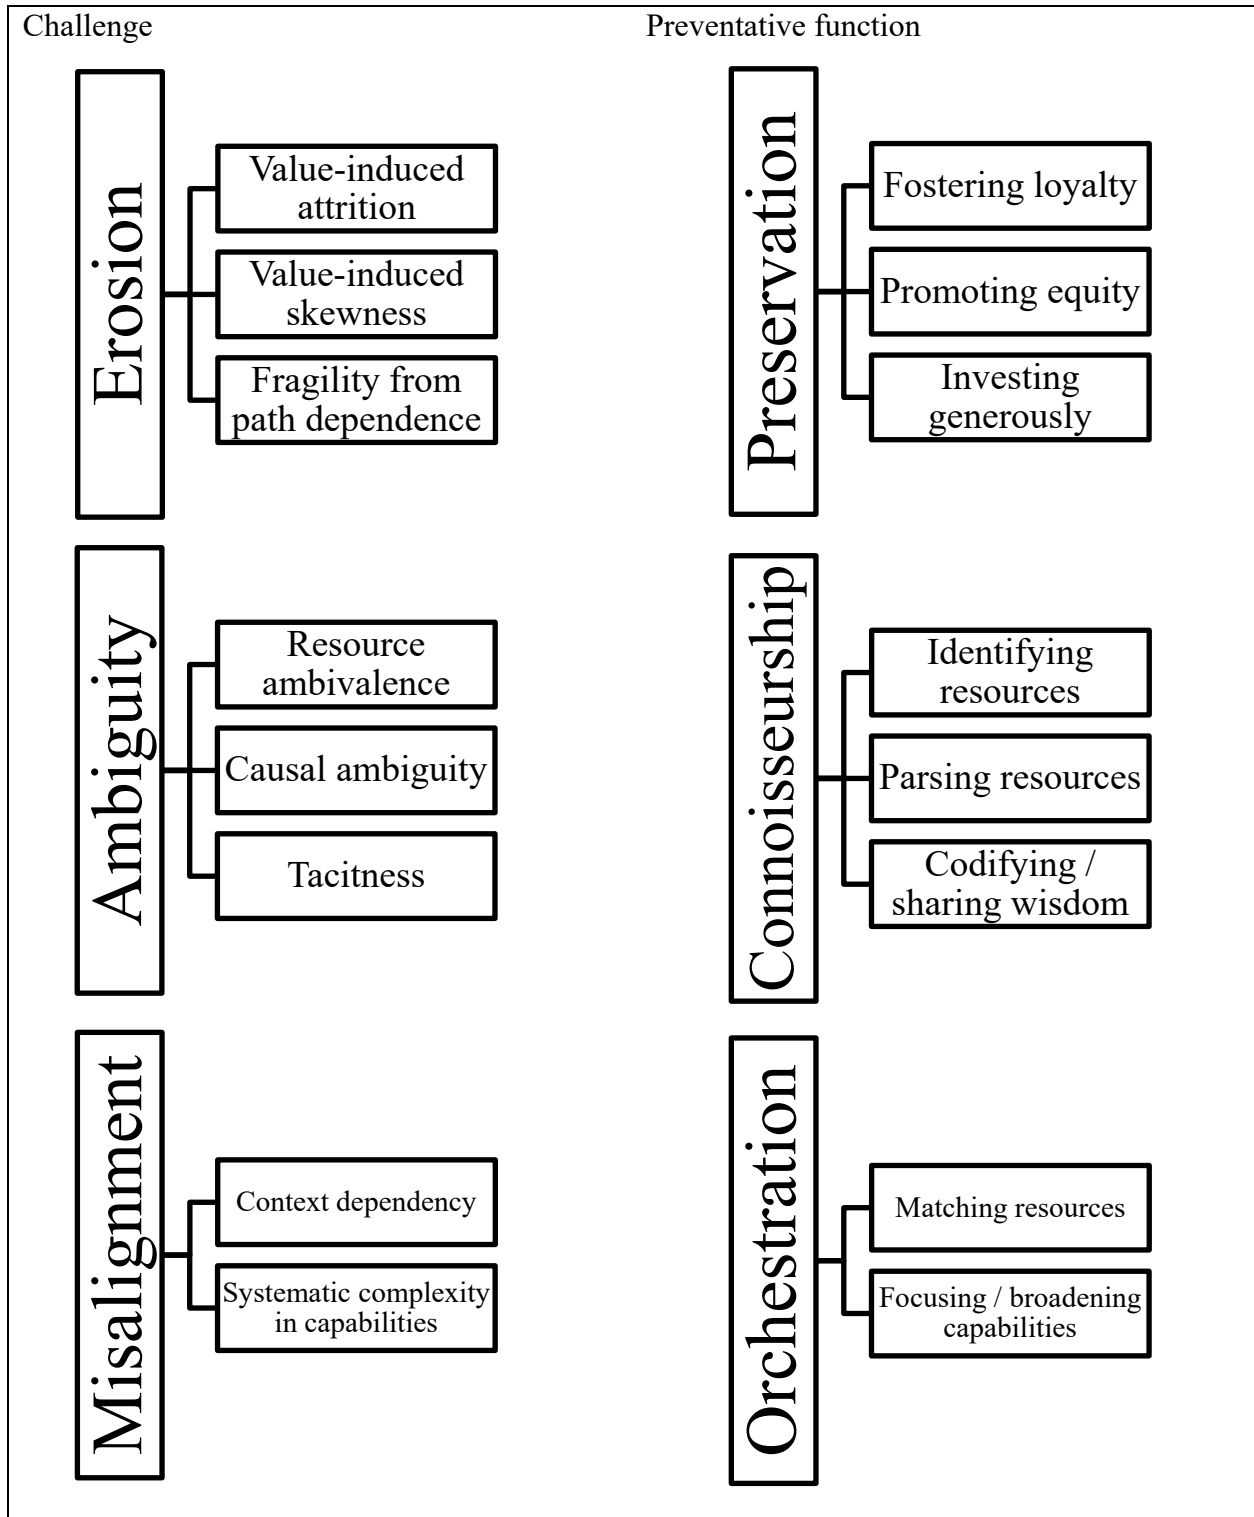 Challenge
Preventative function
Erosion
Value-induced
attrition
Value-induced
skewness
Fragility from
path dependence
Preservation
Fostering loyalty
Promoting equity
Investing
generously
Ambiguity
Resource
ambivalence
Causal ambiguity
Tacitness
Connoisseurship
Identifying
resources
Parsing resources
Codifying /
sharing wisdom
Misalignment
Context dependency
Systematic complexity
in capabilities
Orchestration
Matching resources
Focusing / broadening
capabilities